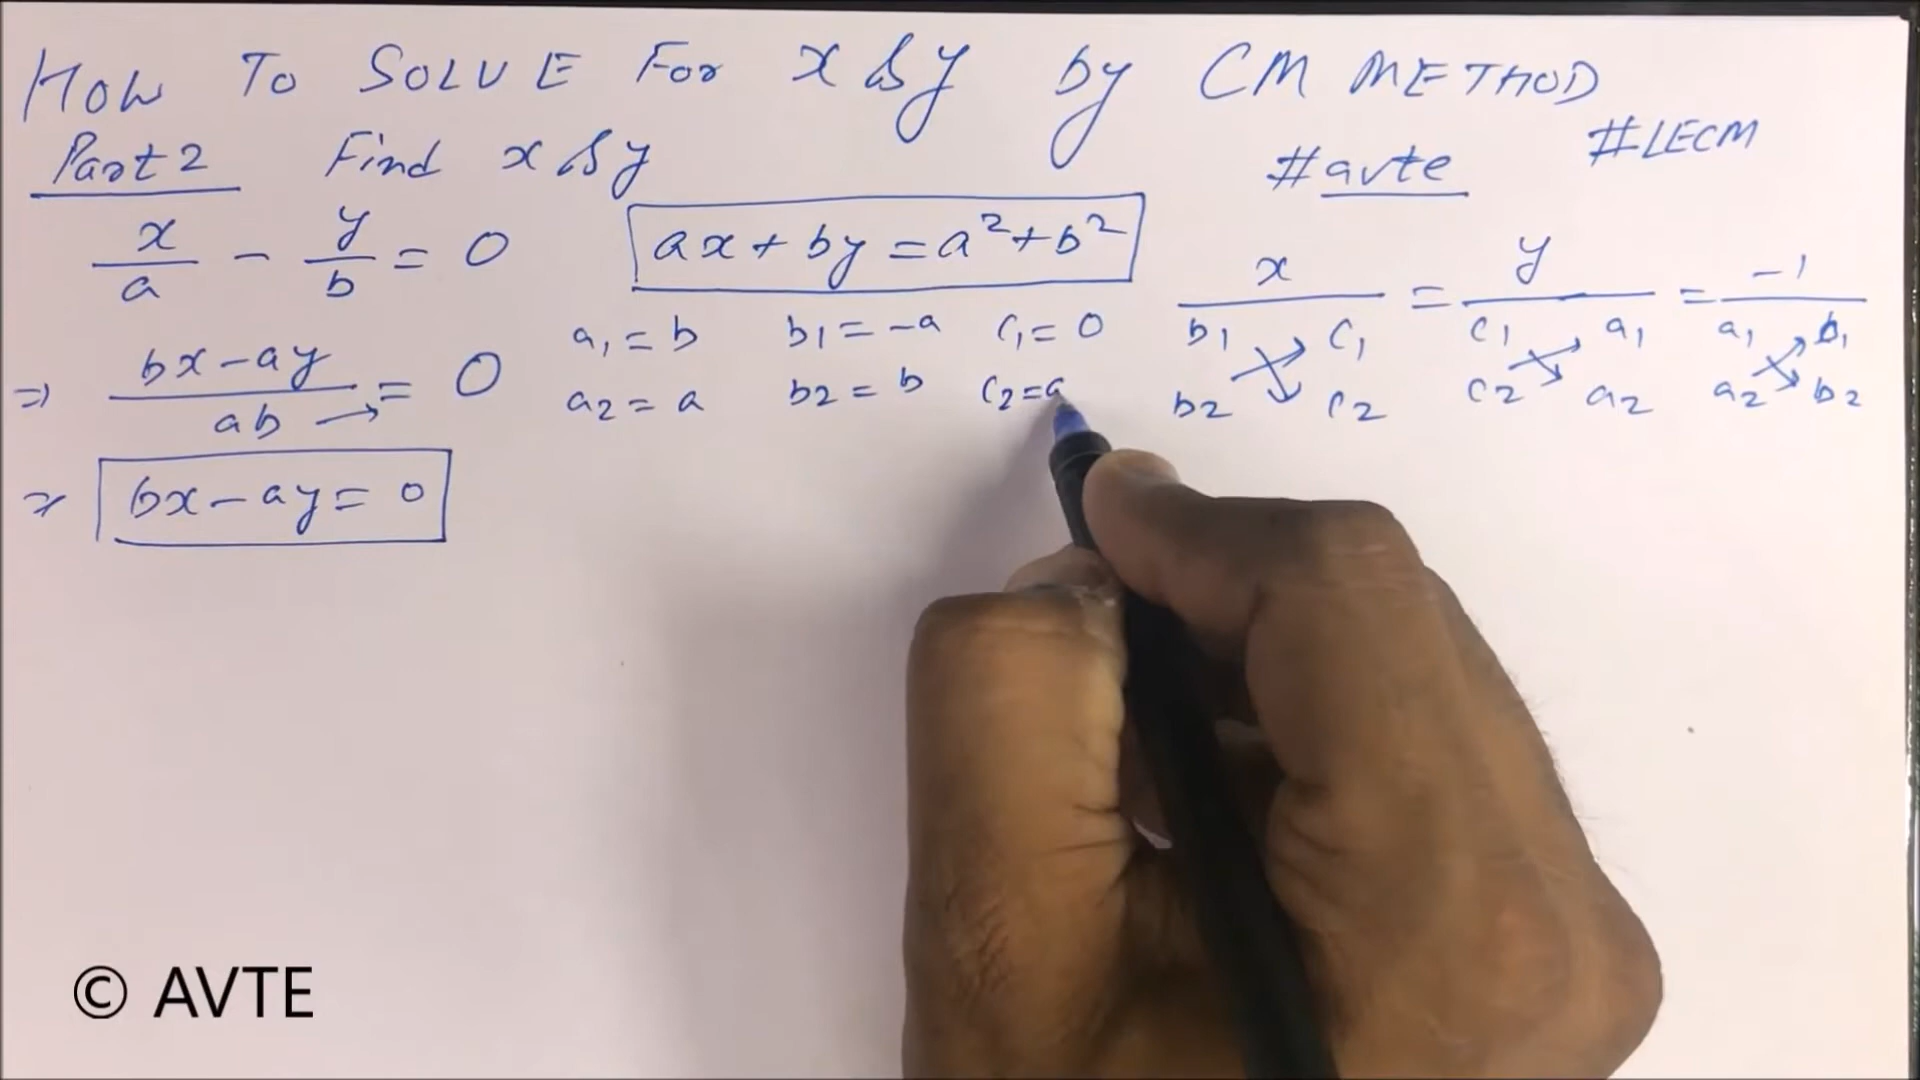 HOW TO SOLVE FOR x & y by CM METHOD
Part 2 Find x & y #avte #LECM
x/a - y/b = 0 ax + by = a² + b² x / (b1 c1 b2 c2) = y / (c1 a1 c2 a2) = -1 / (a1 b1 a2 b2)
⇒ (bx - ay)/ab → = 0 a1 = b b1 = -a c1 = 0
a2 = a b2 = b c2 = a
⇒ bx - ay = 0
© AVTE